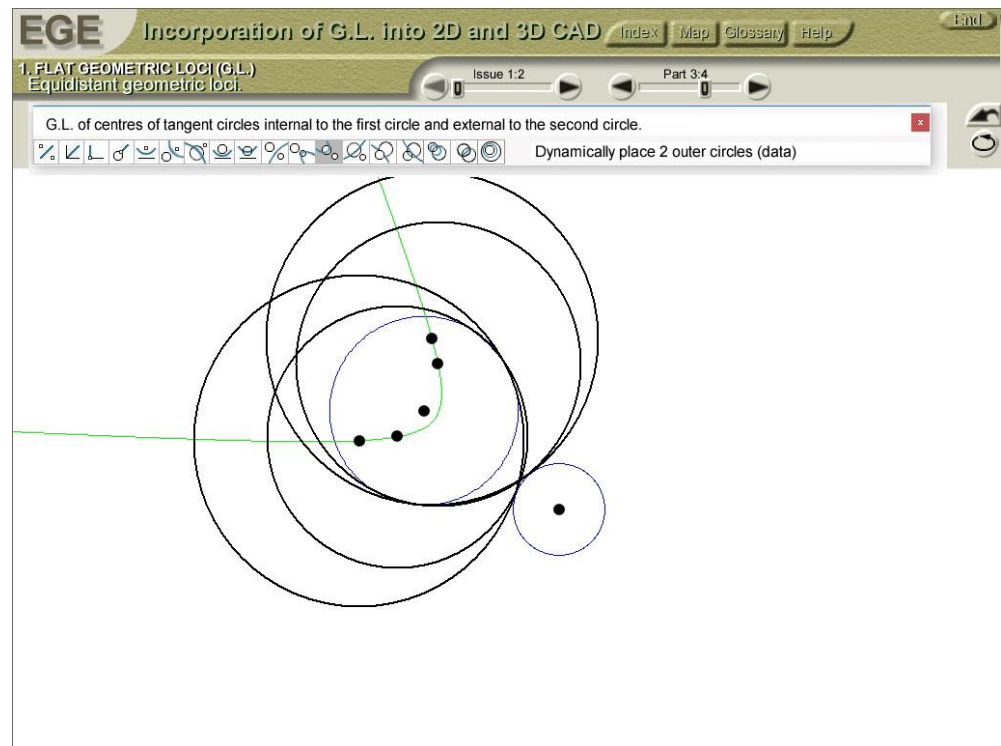 EGE Incorporation of G.L. into 2D and 3D CAD Index Map Glossary Help End
1. FLAT GEOMETRIC LOCI (G.L.)
Equidistant geometric loci.
Issue 1:2 Part 3:4
G.L. of centres of tangent circles internal to the first circle and external to the second circle. x
Dynamically place 2 outer circles (data)